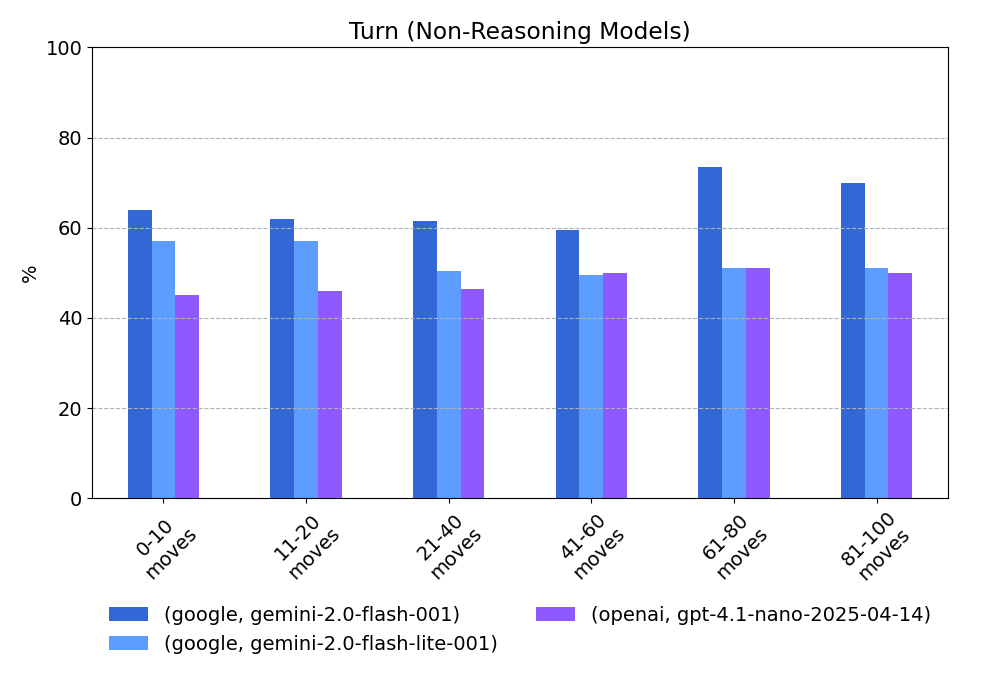 Turn (Non-Reasoning Models)
100
80
60
40
20
0
%
0-10
moves
11-20
moves
21-40
moves
41-60
moves
61-80
moves
81-100
moves
(google, gemini-2.0-flash-001)
(google, gemini-2.0-flash-lite-001)
(openai, gpt-4.1-nano-2025-04-14)